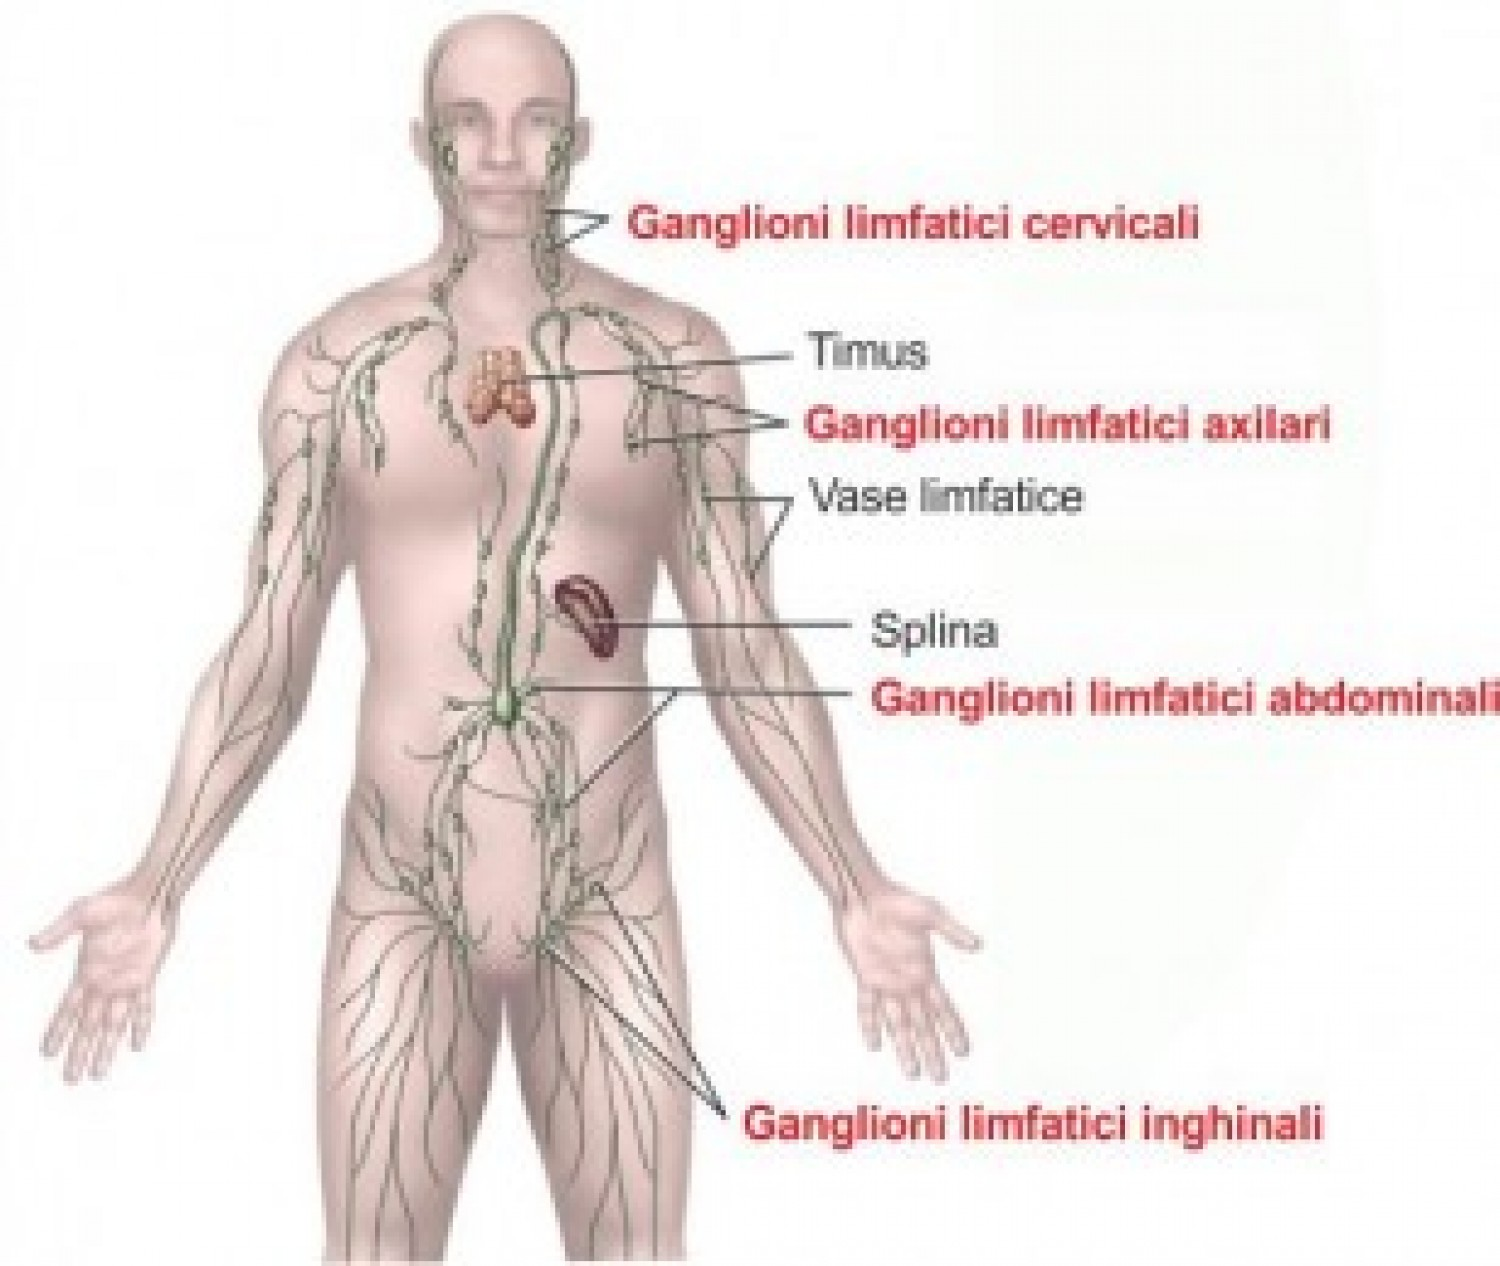 Ganglioni limfatici cervicali
Timus
Ganglioni limfatici axilari
Vase limfatice
Splina
Ganglioni limfatici abdominali
Ganglioni limfatici inghinali